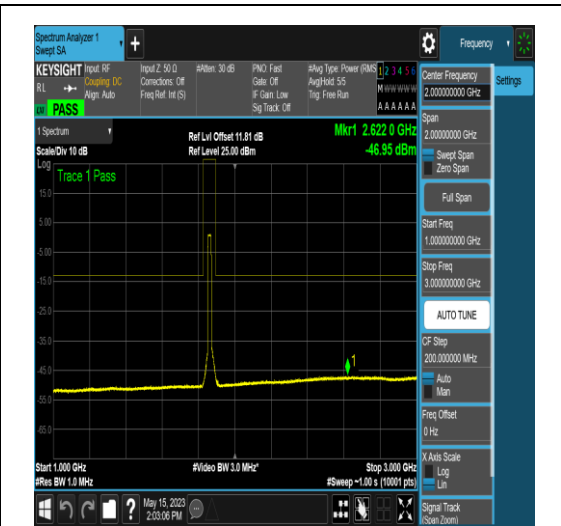 Spectrum Analyzer 1
Swept SA
+
Frequency
KEYSIGHT
Input: RF
Coupling: DC
Align: Auto
Input Z: 50 Ω
Corrections: Off
Freq Ref: Int (S)
#Atten: 30 dB
PNO: Fast
Gate: Off
IF Gain: Low
Sig Track: Off
#Avg Type: Power (RMS
Avg|Hold: 5/5
Trig: Free Run
1 2 3 4 5 6
M W W W W W
A A A A A A
RL
LXI
PASS
1 Spectrum
Scale/Div 10 dB
Ref Lvl Offset 11.81 dB
Ref Level 25.00 dBm
Mkr1 2.622 0 GHz
-46.95 dBm
Log
Trace 1 Pass
15.0
5.00
-5.00
-15.0
-25.0
-35.0
-45.0
-55.0
-65.0
1
Start 1.000 GHz
#Res BW 1.0 MHz
#Video BW 3.0 MHz*
Stop 3.000 GHz
#Sweep ~1.00 s (10001 pts)
?
May 15, 2023
2:03:06 PM
Center Frequency
2.000000000 GHz
Settings
Span
2.00000000 GHz
Swept Span
Zero Span
Full Span
Start Freq
1.000000000 GHz
Stop Freq
3.000000000 GHz
AUTO TUNE
CF Step
200.000000 MHz
Auto
Man
Freq Offset
0 Hz
X Axis Scale
Log
Lin
Signal Track
(Span Zoom)